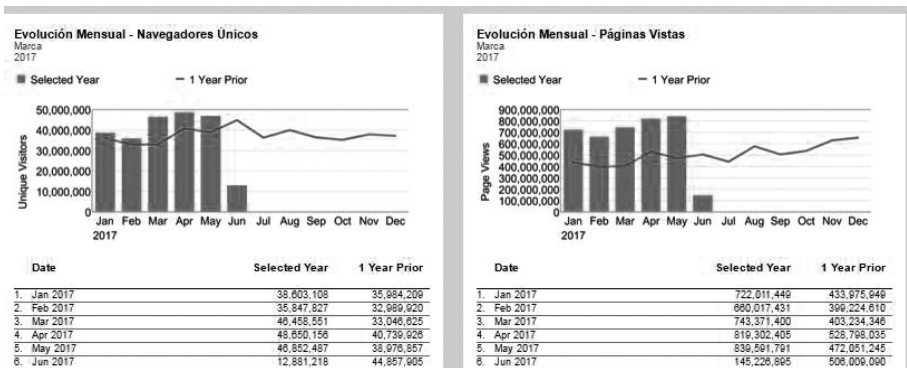 Evolución Mensual - Navegadores Únicos
Marca
2017
Selected Year
1 Year Prior
Unique Visitors
50,000,000
40,000,000
30,000,000
20,000,000
10,000,000
0
Jan Feb Mar Apr May Jun Jul Aug Sep Oct Nov Dec
2017
Date Selected Year 1 Year Prior
1. Jan 2017 38,603,108 35,984,209
2. Feb 2017 35,847,827 32,989,920
3. Mar 2017 46,458,551 33,046,625
4. Apr 2017 48,650,156 40,739,926
5. May 2017 46,852,487 38,976,857
6. Jun 2017 12,881,218 44,857,905
Evolución Mensual - Páginas Vistas
Marca
2017
Selected Year
1 Year Prior
Page Views
900,000,000
800,000,000
700,000,000
600,000,000
500,000,000
400,000,000
300,000,000
200,000,000
100,000,000
0
Jan Feb Mar Apr May Jun Jul Aug Sep Oct Nov Dec
2017
Date Selected Year 1 Year Prior
1. Jan 2017 722,011,449 433,975,949
2. Feb 2017 660,017,431 399,224,610
3. Mar 2017 743,371,400 403,234,346
4. Apr 2017 819,302,405 528,798,035
5. May 2017 839,591,791 472,051,245
6. Jun 2017 145,226,895 506,009,090